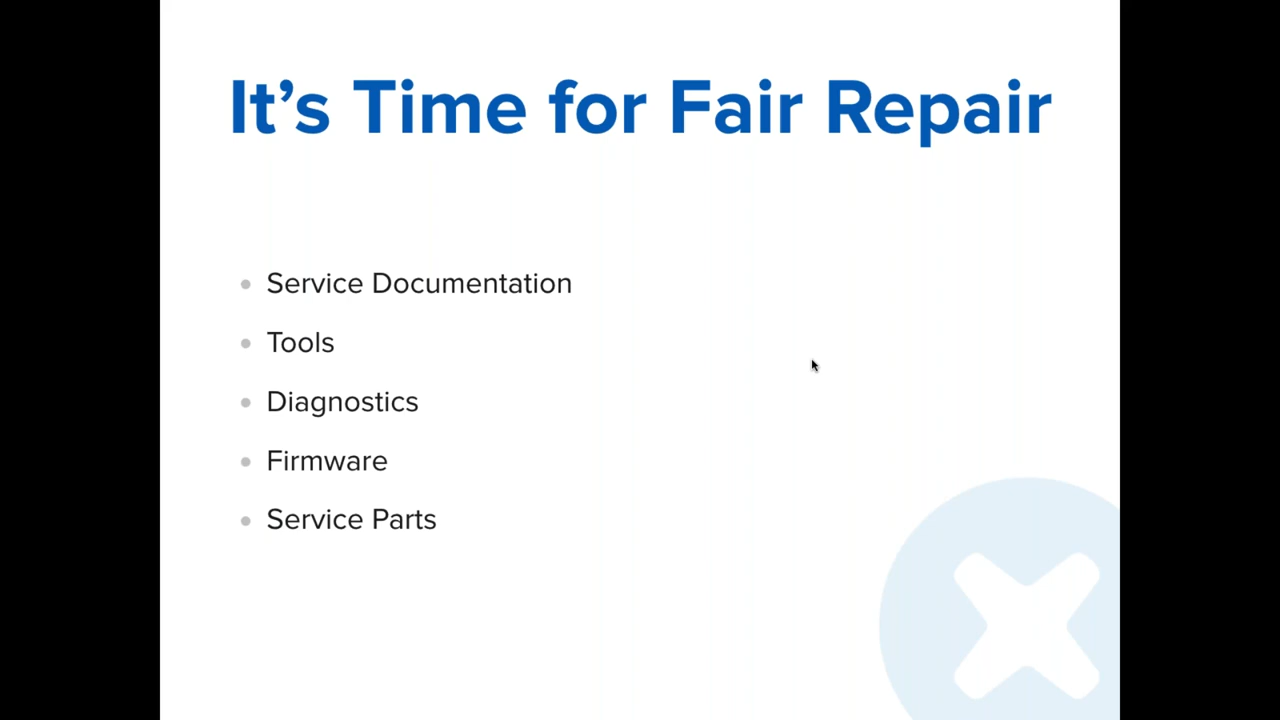 It’s Time for Fair Repair
Service Documentation
Tools
Diagnostics
Firmware
Service Parts